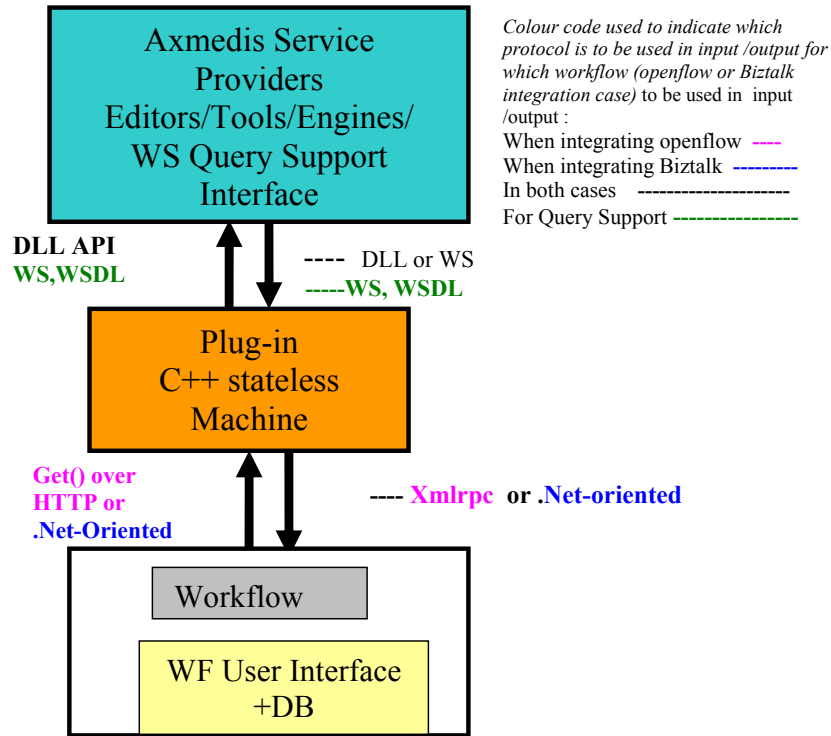 Axmedis Service
Providers
Editors/Tools/Engines/
WS Query Support
Interface
Colour code used to indicate which
protocol is to be used in input /output for
which workflow (openflow or Biztalk
integration case) to be used in input
/output :
When integrating openflow ----
When integrating Biztalk ---------
In both cases ---------------------
For Query Support -----------------
DLL API
WS,WSDL
---- DLL or WS
-----WS, WSDL
Plug-in
C++ stateless
Machine
Get() over
HTTP or
.Net-Oriented
---- Xmlrpc or .Net-oriented
Workflow
WF User Interface
+DB